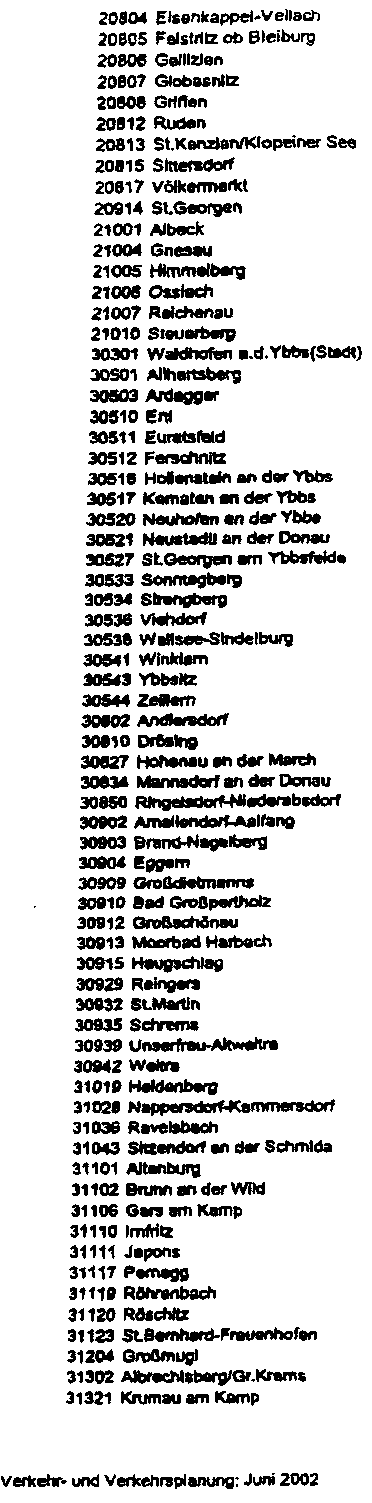 20804 Eisenkappel-Vellach
20805 Feistritz ob Bleiburg
20806 Gallizien
20807 Globasnitz
20808 Griffen
20812 Ruden
20813 St.Kanzian/Klopeiner See
20815 Sittersdorf
20817 Völkermarkt
20914 St.Georgen
21001 Albeck
21004 Gnesau
21005 Himmelberg
21006 Ossiach
21007 Reichenau
21010 Steuerberg
30301 Waidhofen a.d.Ybbs(Stadt)
30501 Allhartsberg
30503 Ardagger
30510 Ertl
30511 Euratsfeld
30512 Ferschnitz
30516 Hollenstein an der Ybbs
30517 Kematen an der Ybbs
30520 Neuhofen an der Ybbs
30521 Neustadtl an der Donau
30527 St.Georgen am Ybbsfelde
30533 Sonntagberg
30534 Strengberg
30536 Viehdorf
30538 Wallsee-Sindelburg
30541 Winklarn
30543 Ybbsitz
30544 Zeillern
30802 Andlersdorf
30810 Drösing
30827 Hohenau an der March
30834 Mannsdorf an der Donau
30850 Ringelsdorf-Niederabsdorf
30902 Amaliendorf-Aalfang
30903 Brand-Nagelberg
30904 Eggern
30909 Großdietmanns
30910 Bad Großpertholz
30912 Großschönau
30913 Moorbad Harbach
30915 Haugschlag
30929 Reingers
30932 St.Martin
30935 Schrems
30939 Unserfrau-Altweitra
30942 Weitra
31019 Heldenberg
31028 Nappersdorf-Kammersdorf
31036 Ravelsbach
31043 Sitzendorf an der Schmida
31101 Altenburg
31102 Brunn an der Wild
31106 Gars am Kamp
31110 Irnfritz
31111 Japons
31117 Pernegg
31119 Röhrenbach
31120 Röschitz
31123 St.Bernhard-Frauenhofen
31204 Großmugl
31302 Albrechtsberg/Gr.Krems
31321 Krumau am Kamp
Verkehr- und Verkehrsplanung; Juni 2002